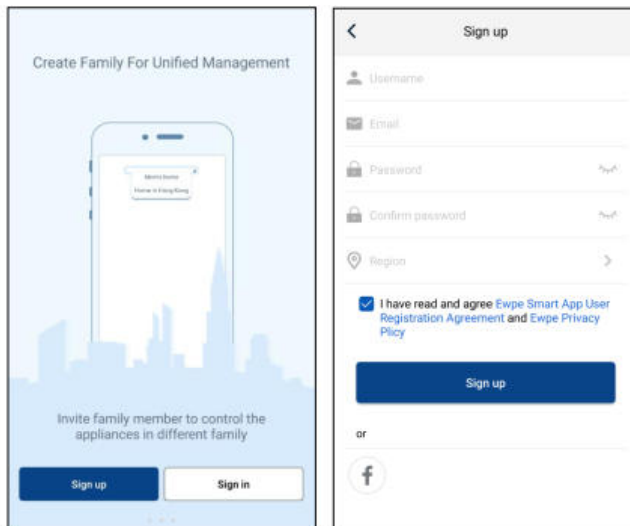 Create Family For Unified Management
Home in Hong Kong
Invite family member to control the
appliances in different family
Sign up
Sign in
Sign up
Username
Email
Password
Confirm password
Region
I have read and agree Ewpe Smart App User
Registration Agreement and Ewpe Privacy
Plicy
Sign up
or
f